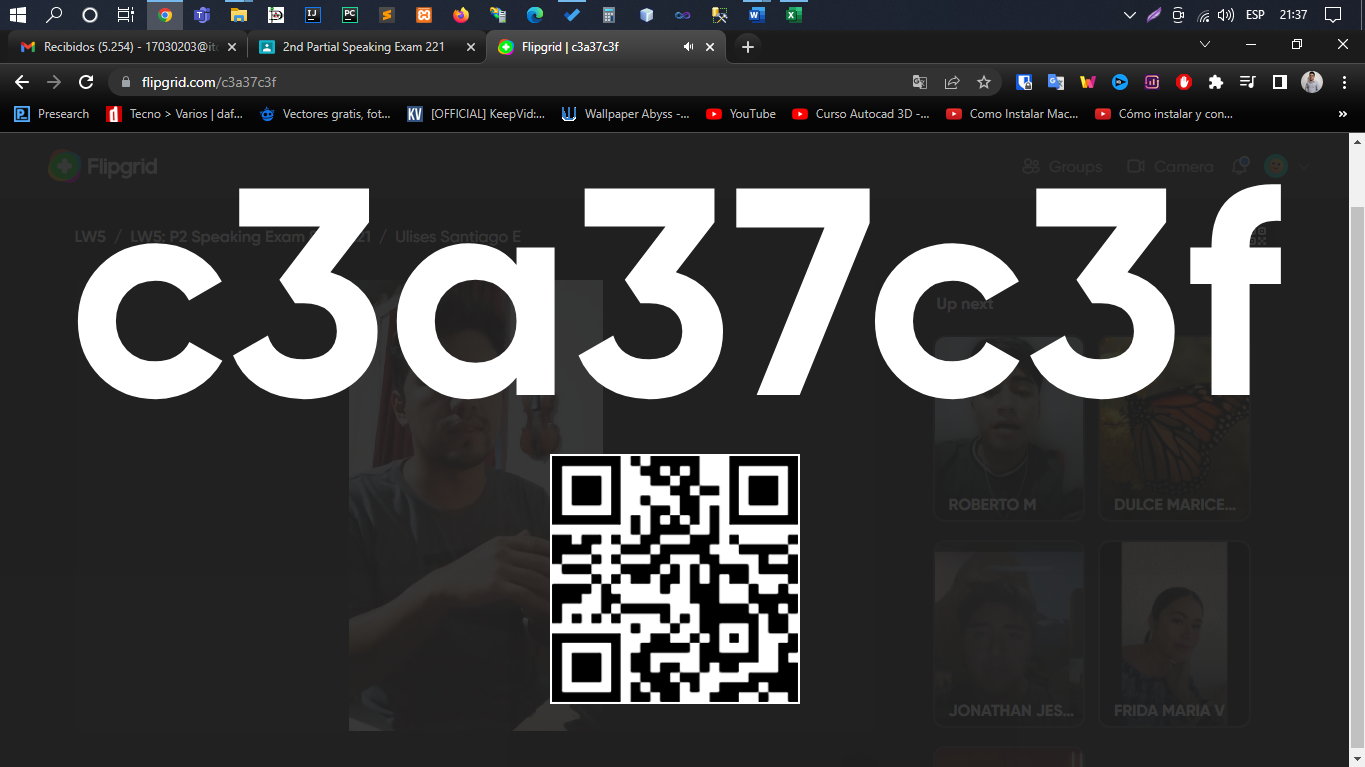 ESP 21:37
Recibidos (5.254) - 17030203@it
2nd Partial Speaking Exam 221
Flipgrid | c3a37c3f
flipgrid.com/c3a37c3f
Presearch
Tecno > Varios | daf...
Vectores gratis, fot...
[OFFICIAL] KeepVid:...
Wallpaper Abyss -...
YouTube
Curso Autocad 3D -...
Como Instalar Mac...
Cómo instalar y con...
»
Flipgrid
Groups
Camera
c3a37c3f
LW5 / LW5: P2 Speaking Exam 221 / Ulises Santiago E
Up next
ROBERTO M
DULCE MARICE...
JONATHAN JES...
FRIDA MARIA V